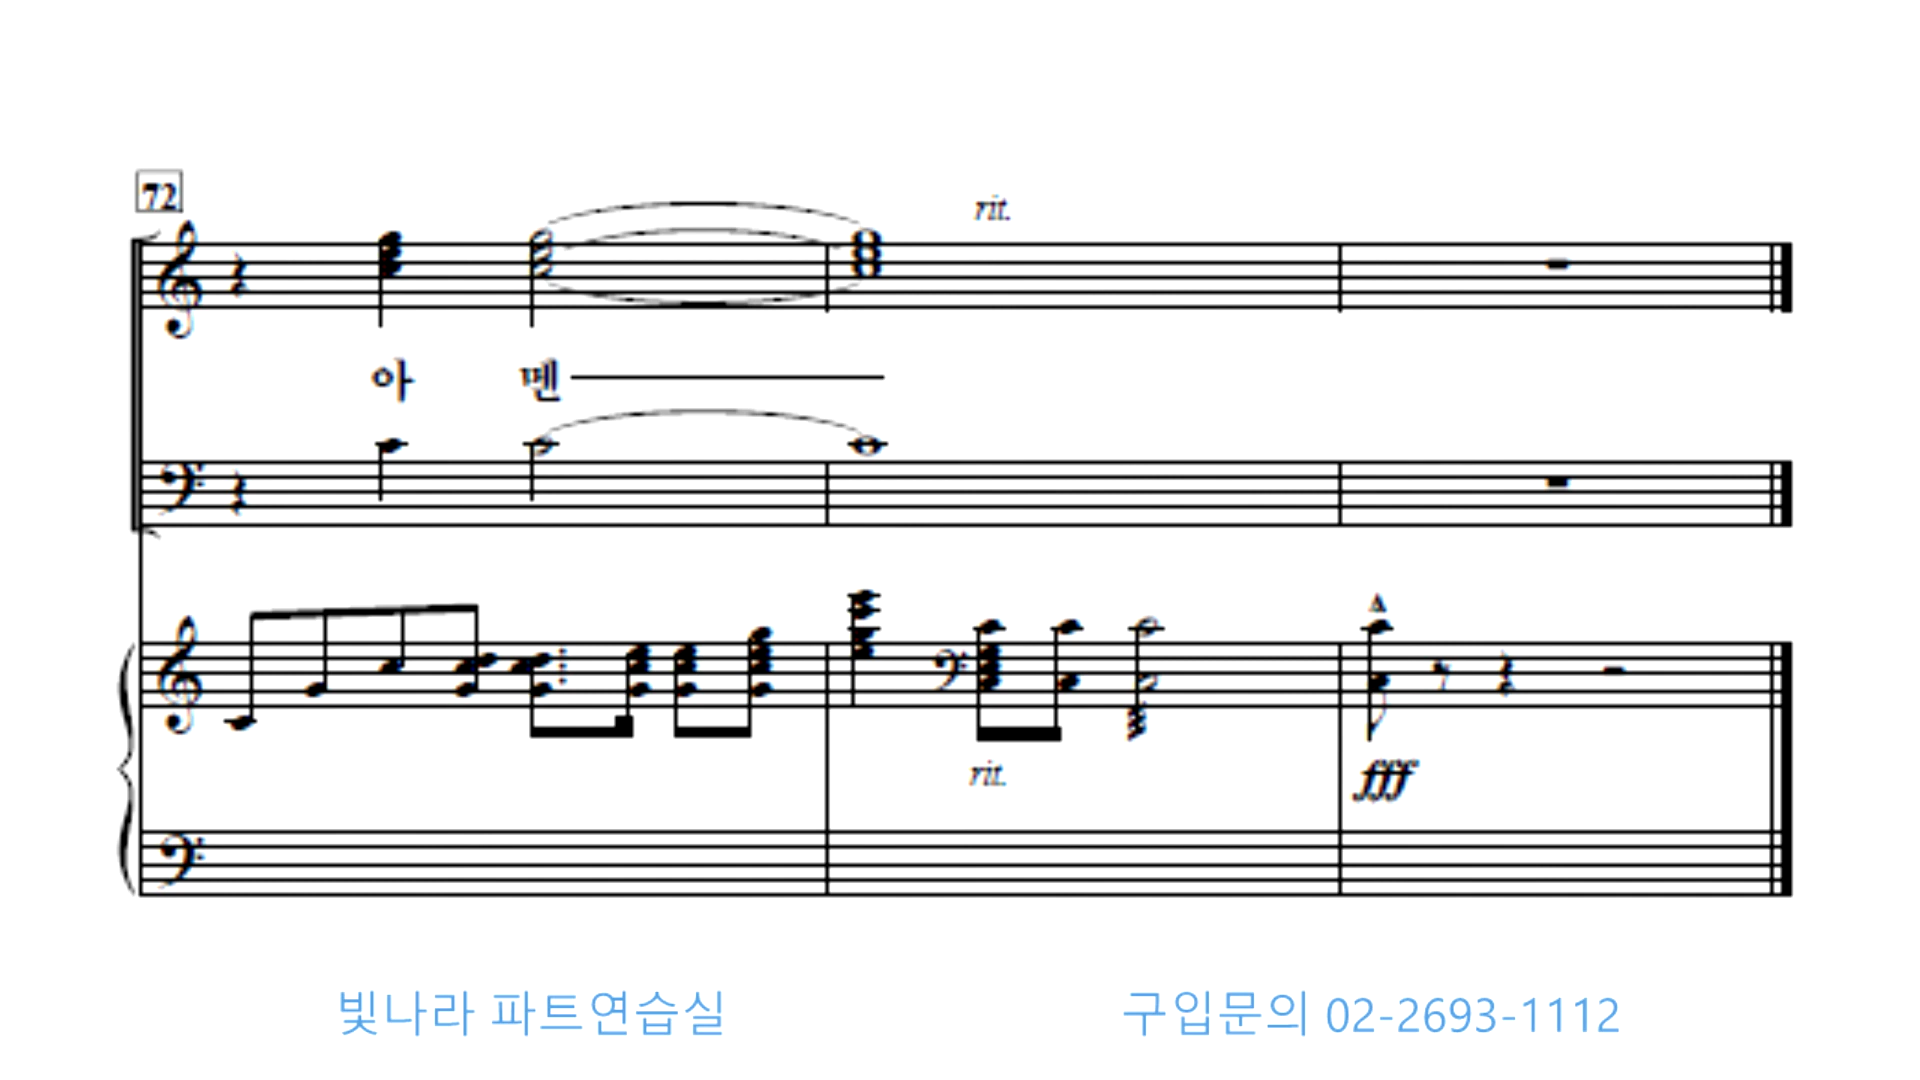 72
rit.
아 멘
rit.
fff
빛나라 파트연습실 구입문의 02-2693-1112